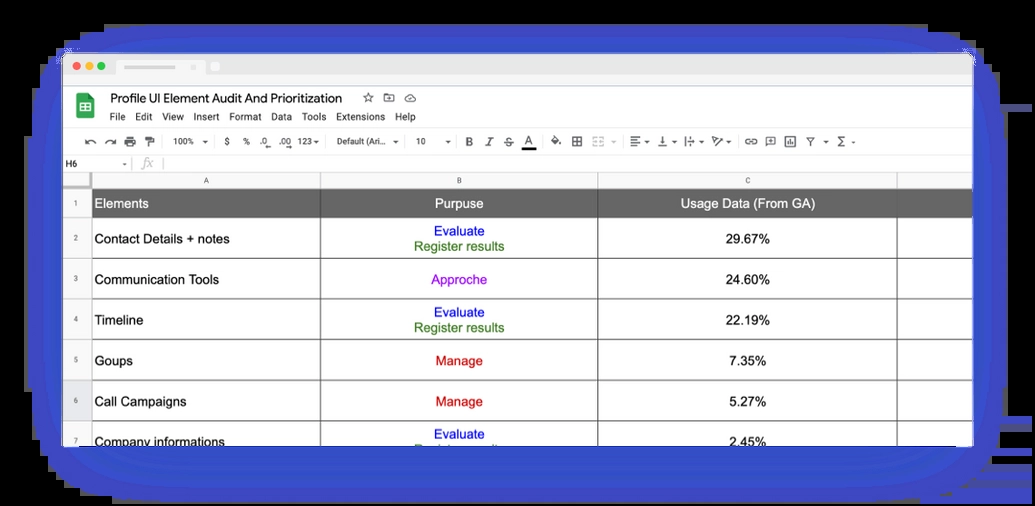 Profile UI Element Audit And Prioritization
File Edit View Insert Format Data Tools Extensions Help
100% $ % .0 .00 123 Default (Ari... 10 B I S A
H6 fx
A B C
1 Elements Purpuse Usage Data (From GA)
2 Contact Details + notes Evaluate 29.67%
Register results
3 Communication Tools Approche 24.60%
4 Timeline Evaluate 22.19%
Register results
5 Goups Manage 7.35%
6 Call Campaigns Manage 5.27%
7 Company informations Evaluate 2.45%